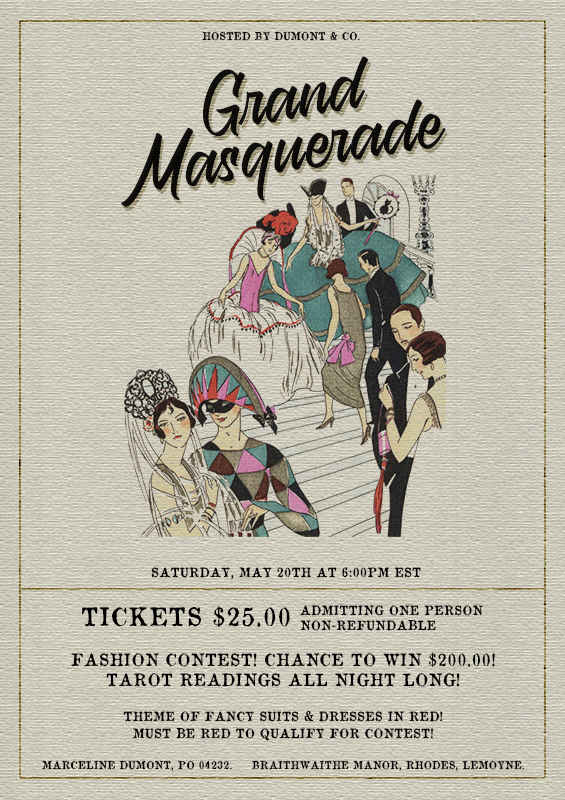 HOSTED BY DUMONT & CO.
Grand
Masquerade
SATURDAY, MAY 20TH AT 6:00PM EST
TICKETS $25.00 ADMITTING ONE PERSON
NON-REFUNDABLE
FASHION CONTEST! CHANCE TO WIN $200.00!
TAROT READINGS ALL NIGHT LONG!
THEME OF FANCY SUITS & DRESSES IN RED!
MUST BE RED TO QUALIFY FOR CONTEST!
MARCELINE DUMONT, PO 04232. BRAITHWAITHE MANOR, RHODES, LEMOYNE.